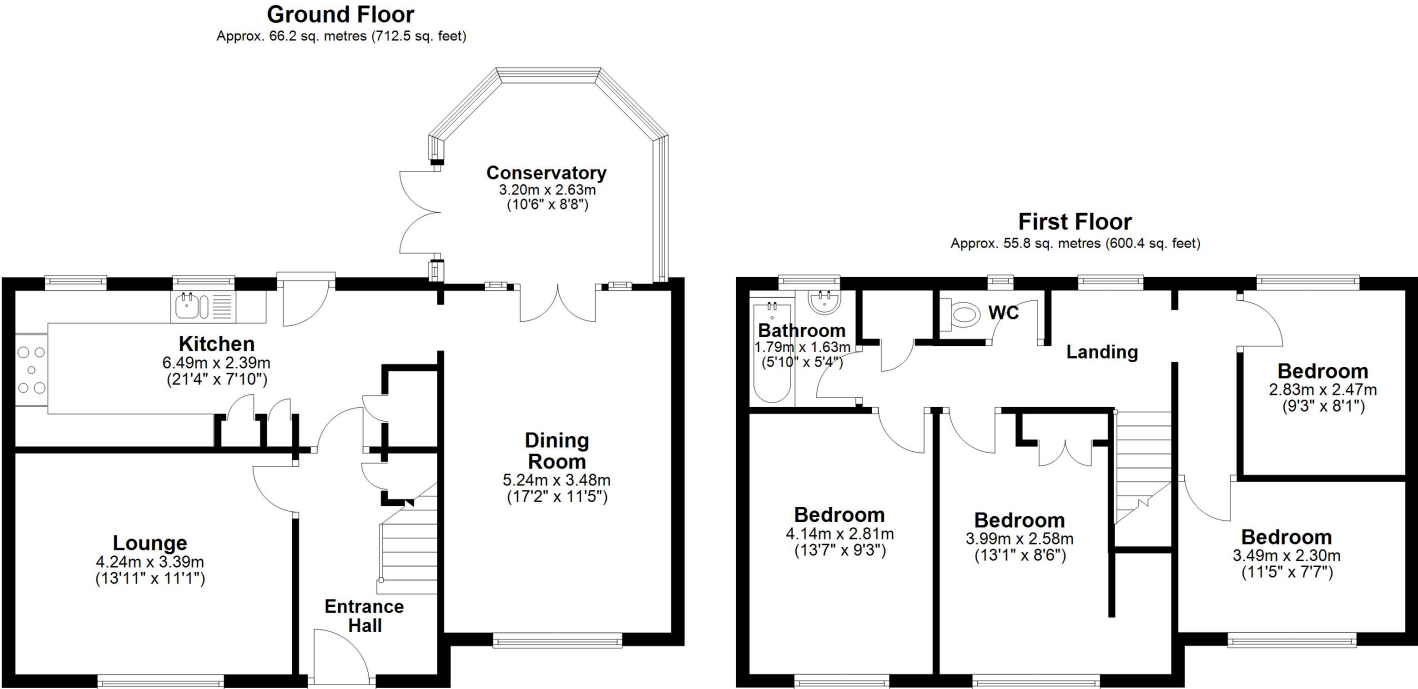 Ground Floor
Approx. 66.2 sq. metres (712.5 sq. feet)
Conservatory
3.20m x 2.63m
(10'6" x 8'8")
Kitchen
6.49m x 2.39m
(21'4" x 7'10")
Dining
Room
5.24m x 3.48m
(17'2" x 11'5")
Lounge
4.24m x 3.39m
(13'11" x 11'1")
Entrance
Hall
First Floor
Approx. 55.8 sq. metres (600.4 sq. feet)
Bathroom
1.79m x 1.63m
(5'10" x 5'4")
WC
Landing
Bedroom
2.83m x 2.47m
(9'3" x 8'1")
Bedroom
4.14m x 2.81m
(13'7" x 9'3")
Bedroom
3.99m x 2.58m
(13'1" x 8'6")
Bedroom
3.49m x 2.30m
(11'5" x 7'7")